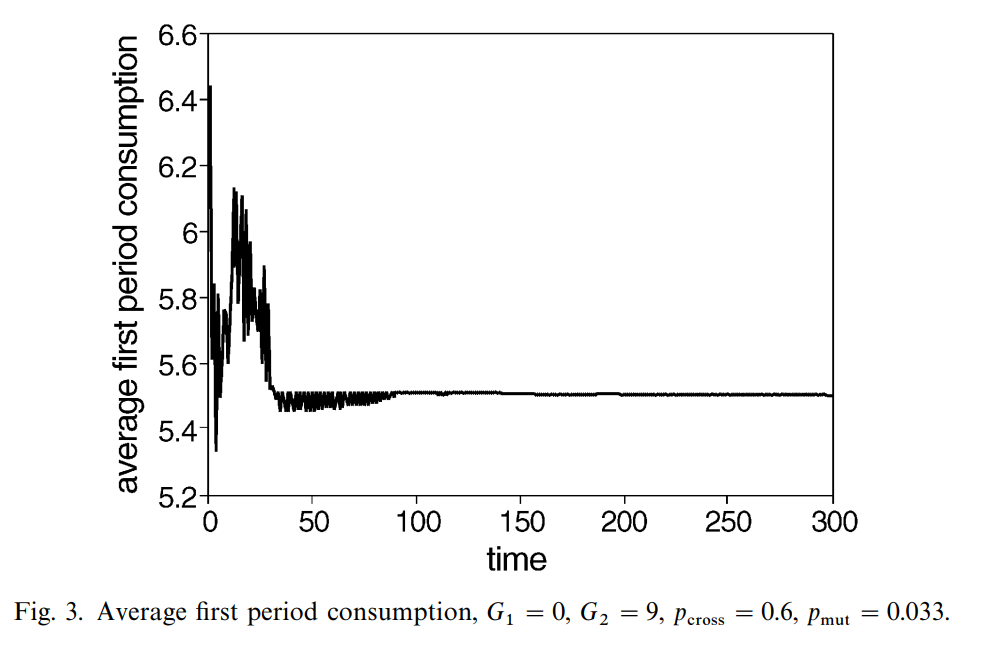 average first period consumption
6.6
6.4
6.2
6
5.8
5.6
5.4
5.2
0 50 100 150 200 250 300
time
Fig. 3. Average first period consumption, G₁ = 0, G₂ = 9, p_cross = 0.6, p_mut = 0.033.